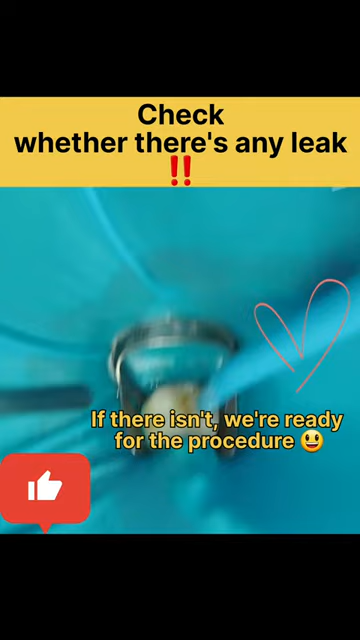 Check
whether there's any leak
‼️
If there isn't, we're ready
for the procedure 😃